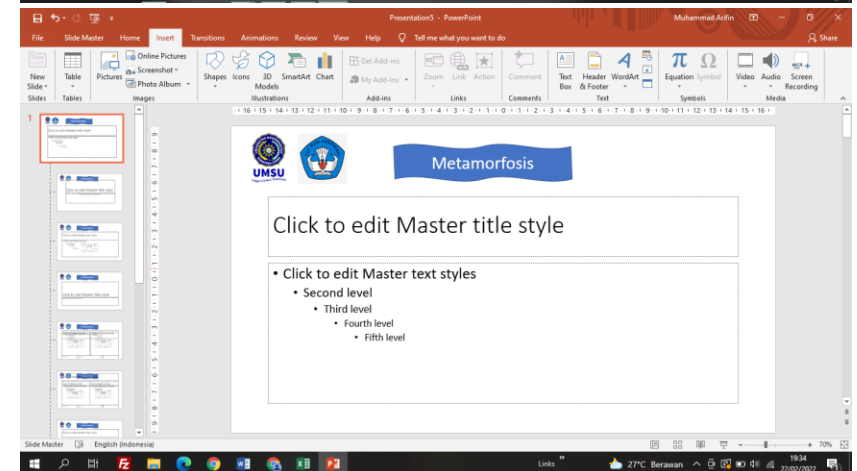 Presentation5 - PowerPoint
Muhammad Arifin
File Slide Master Home Insert Transitions Animations Review View Help Tell me what you want to do Share
New Slide
Table
Pictures
Online Pictures
Screenshot
Photo Album
Shapes
Icons
3D Models
SmartArt
Chart
Get Add-ins
My Add-ins
Zoom
Link
Action
Comment
Text Box
Header & Footer
WordArt
Equation
Symbol
Video
Audio
Screen Recording
Slides Tables Images Illustrations Add-ins Links Comments Text Symbols Media
1
UMSU
Metamorfosis
Click to edit Master title style
• Click to edit Master text styles
• Second level
• Third level
• Fourth level
• Fifth level
Slide Master English (Indonesia) 70%
Links 27°C Berawan 19:34
22/02/2022